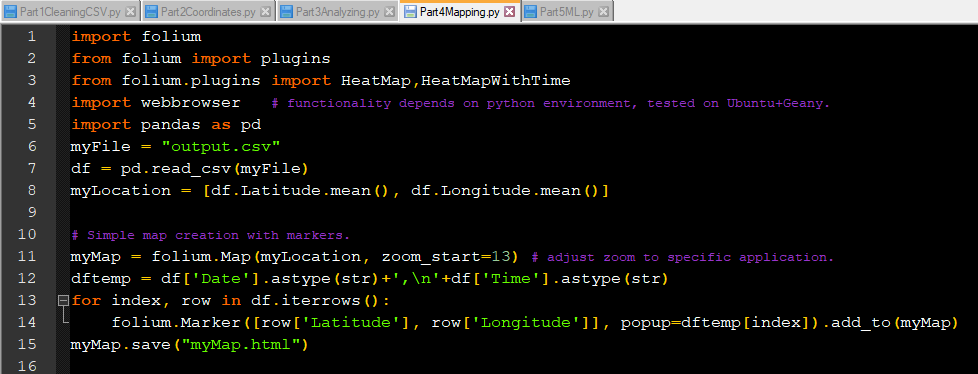 Part1CleaningCSV.py Part2Coordinates.py Part3Analyzing.py Part4Mapping.py Part5ML.py
1 import folium
2 from folium import plugins
3 from folium.plugins import HeatMap,HeatMapWithTime
4 import webbrowser   # functionality depends on python environment, tested on Ubuntu+Geany.
5 import pandas as pd
6 myFile = "output.csv"
7 df = pd.read_csv(myFile)
8 myLocation = [df.Latitude.mean(), df.Longitude.mean()]
9
10 # Simple map creation with markers.
11 myMap = folium.Map(myLocation, zoom_start=13) # adjust zoom to specific application.
12 dftemp = df['Date'].astype(str)+',\n'+df['Time'].astype(str)
13 for index, row in df.iterrows():
14     folium.Marker([row['Latitude'], row['Longitude']], popup=dftemp[index]).add_to(myMap)
15 myMap.save("myMap.html")
16